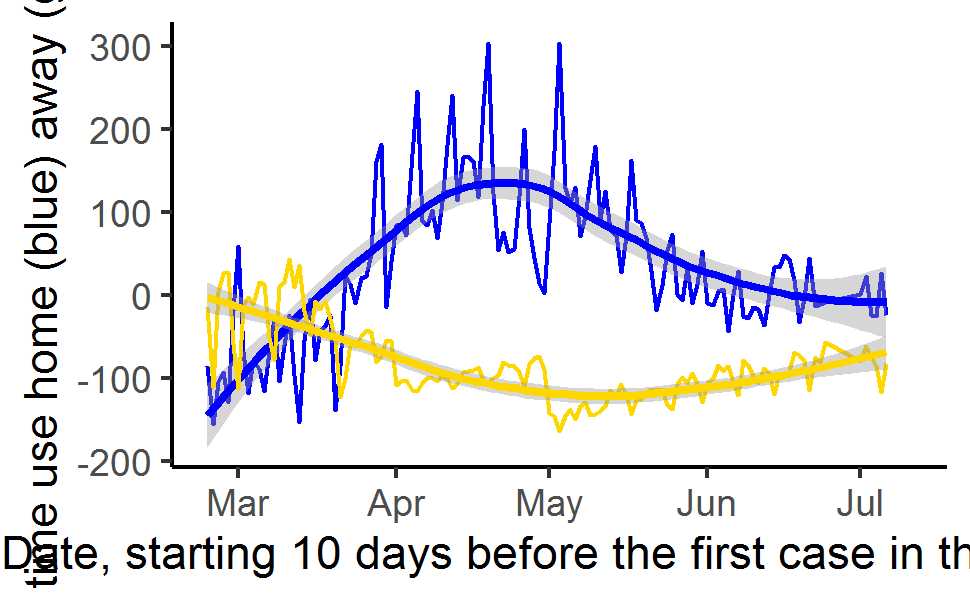 time use home (blue) away (g
300
200
100
0
-100
-200
Mar Apr May Jun Jul
Date, starting 10 days before the first case in th